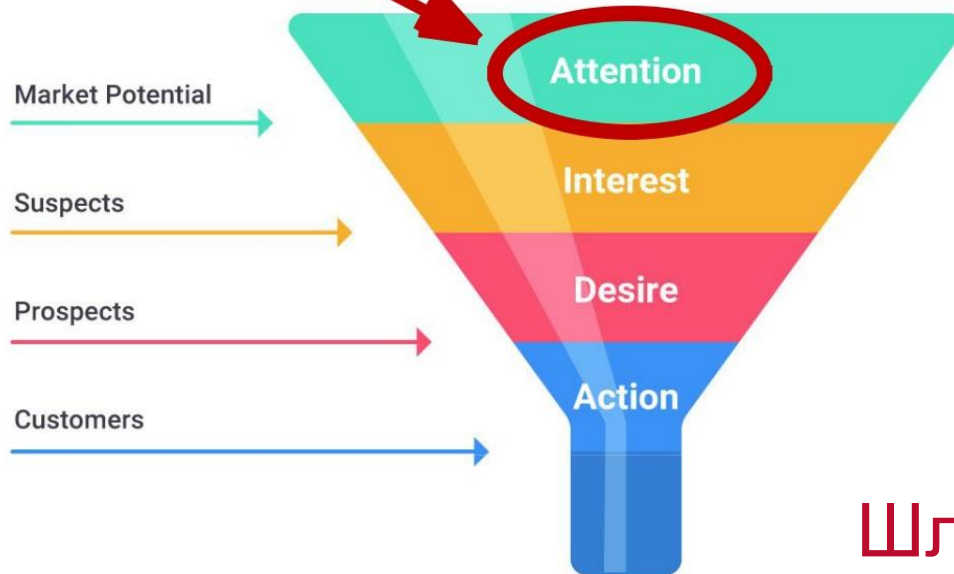 Market Potential
Suspects
Prospects
Customers
Attention
Interest
Desire
Action